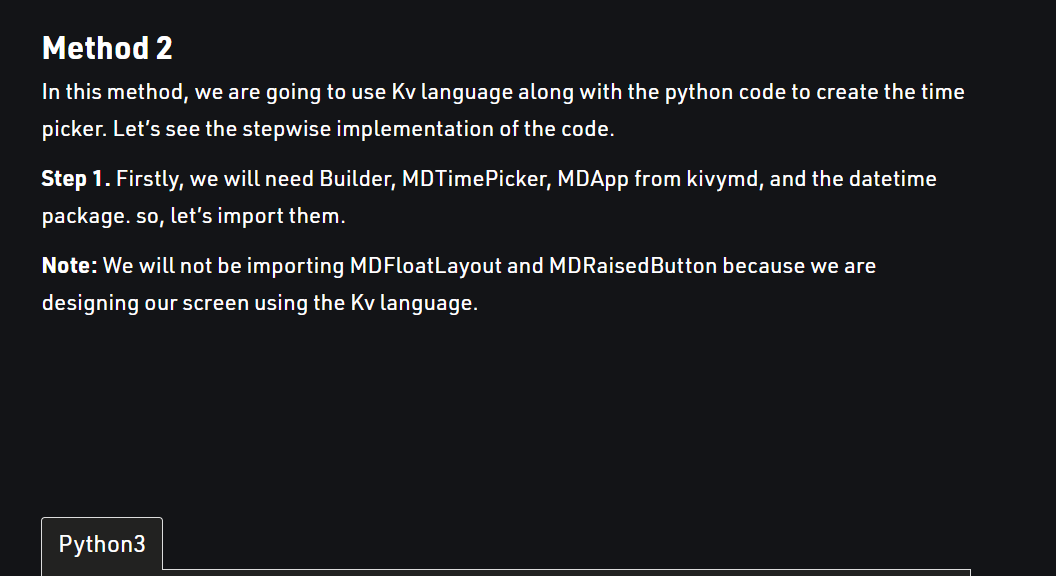 Method 2
In this method, we are going to use Kv language along with the python code to create the time
picker. Let’s see the stepwise implementation of the code.
Step 1. Firstly, we will need Builder, MDTimePicker, MDApp from kivymd, and the datetime
package. so, let’s import them.
Note: We will not be importing MDFloatLayout and MDRaisedButton because we are
designing our screen using the Kv language.
Python3